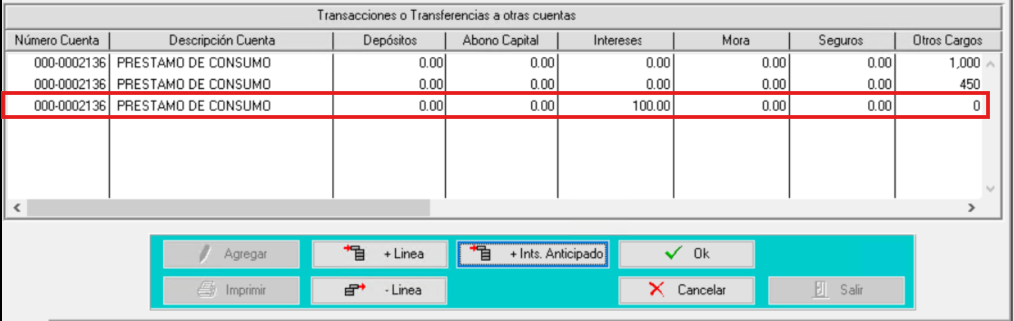 Transacciones o Transferencias a otras cuentas
Número Cuenta Descripción Cuenta Depósitos Abono Capital Intereses Mora Seguros Otros Cargos
000-0002136 PRESTAMO DE CONSUMO 0.00 0.00 0.00 0.00 0.00 1,000
000-0002136 PRESTAMO DE CONSUMO 0.00 0.00 0.00 0.00 0.00 450
000-0002136 PRESTAMO DE CONSUMO 0.00 0.00 100.00 0.00 0.00 0
Agregar + Linea + Ints. Anticipado Ok
Imprimir - Linea Cancelar Salir